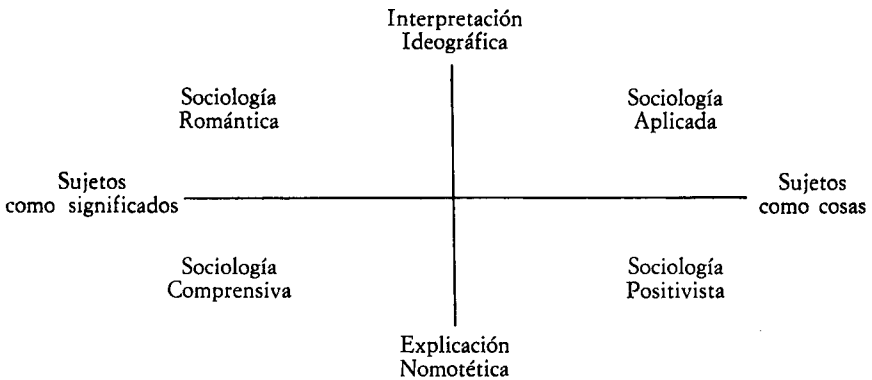 Interpretación
Ideográfica
Sociología
Romántica
Sociología
Aplicada
Sujetos
como significados
Sujetos
como cosas
Sociología
Comprensiva
Sociología
Positivista
Explicación
Nomotética